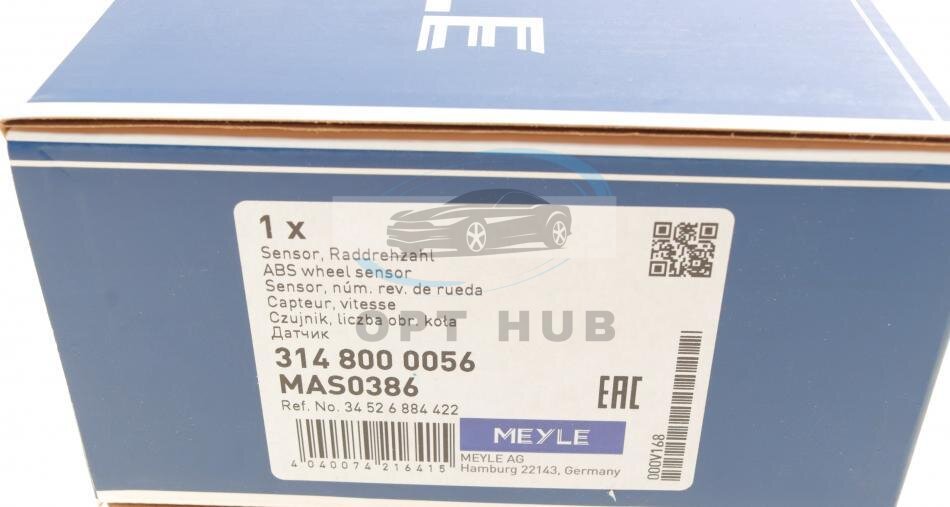 LE
1 x
Sensor, Raddrehzahl
ABS wheel sensor
Sensor, núm. rev. de rueda
Capteur, vitesse
Czujnik, liczba obr. koła
Датчик
OPT HUB
314 800 0056
MAS0386
Ref. No. 34 52 6 884 422
EAC
MEYLE
MEYLE AG
Hamburg 22143, Germany
4 040074 216415
000V168